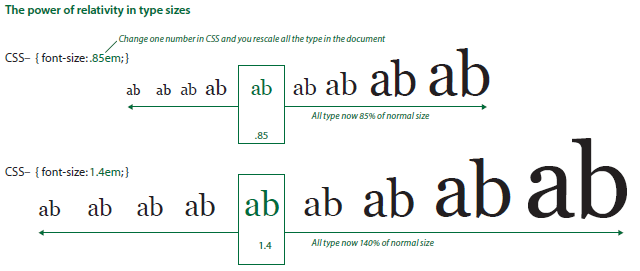 The power of relativity in type sizes
Change one number in CSS and you rescale all the type in the document
CSS– { font-size: .85em; }
ab ab ab ab ab ab ab ab ab
All type now 85% of normal size
.85
CSS– { font-size: 1.4em; }
ab ab ab ab ab ab ab ab ab
All type now 140% of normal size
1.4